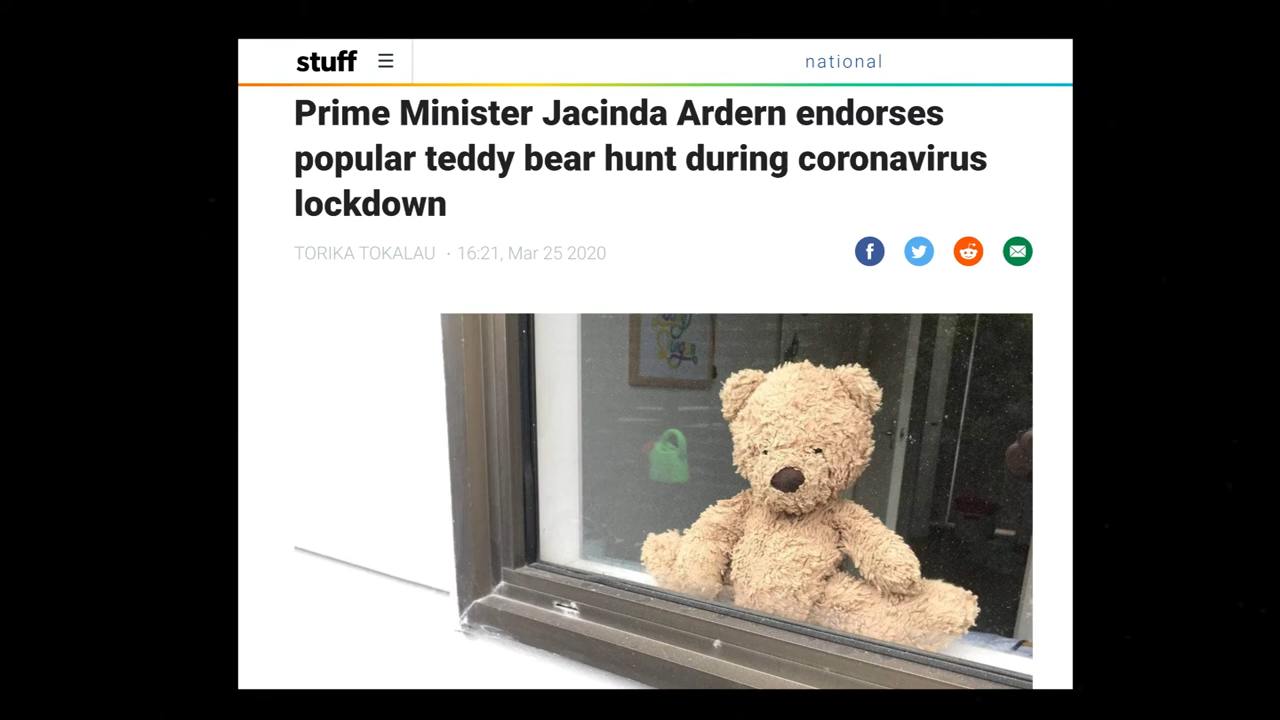 stuff
national
Prime Minister Jacinda Ardern endorses
popular teddy bear hunt during coronavirus
lockdown
TORIKA TOKALAU · 16:21, Mar 25 2020